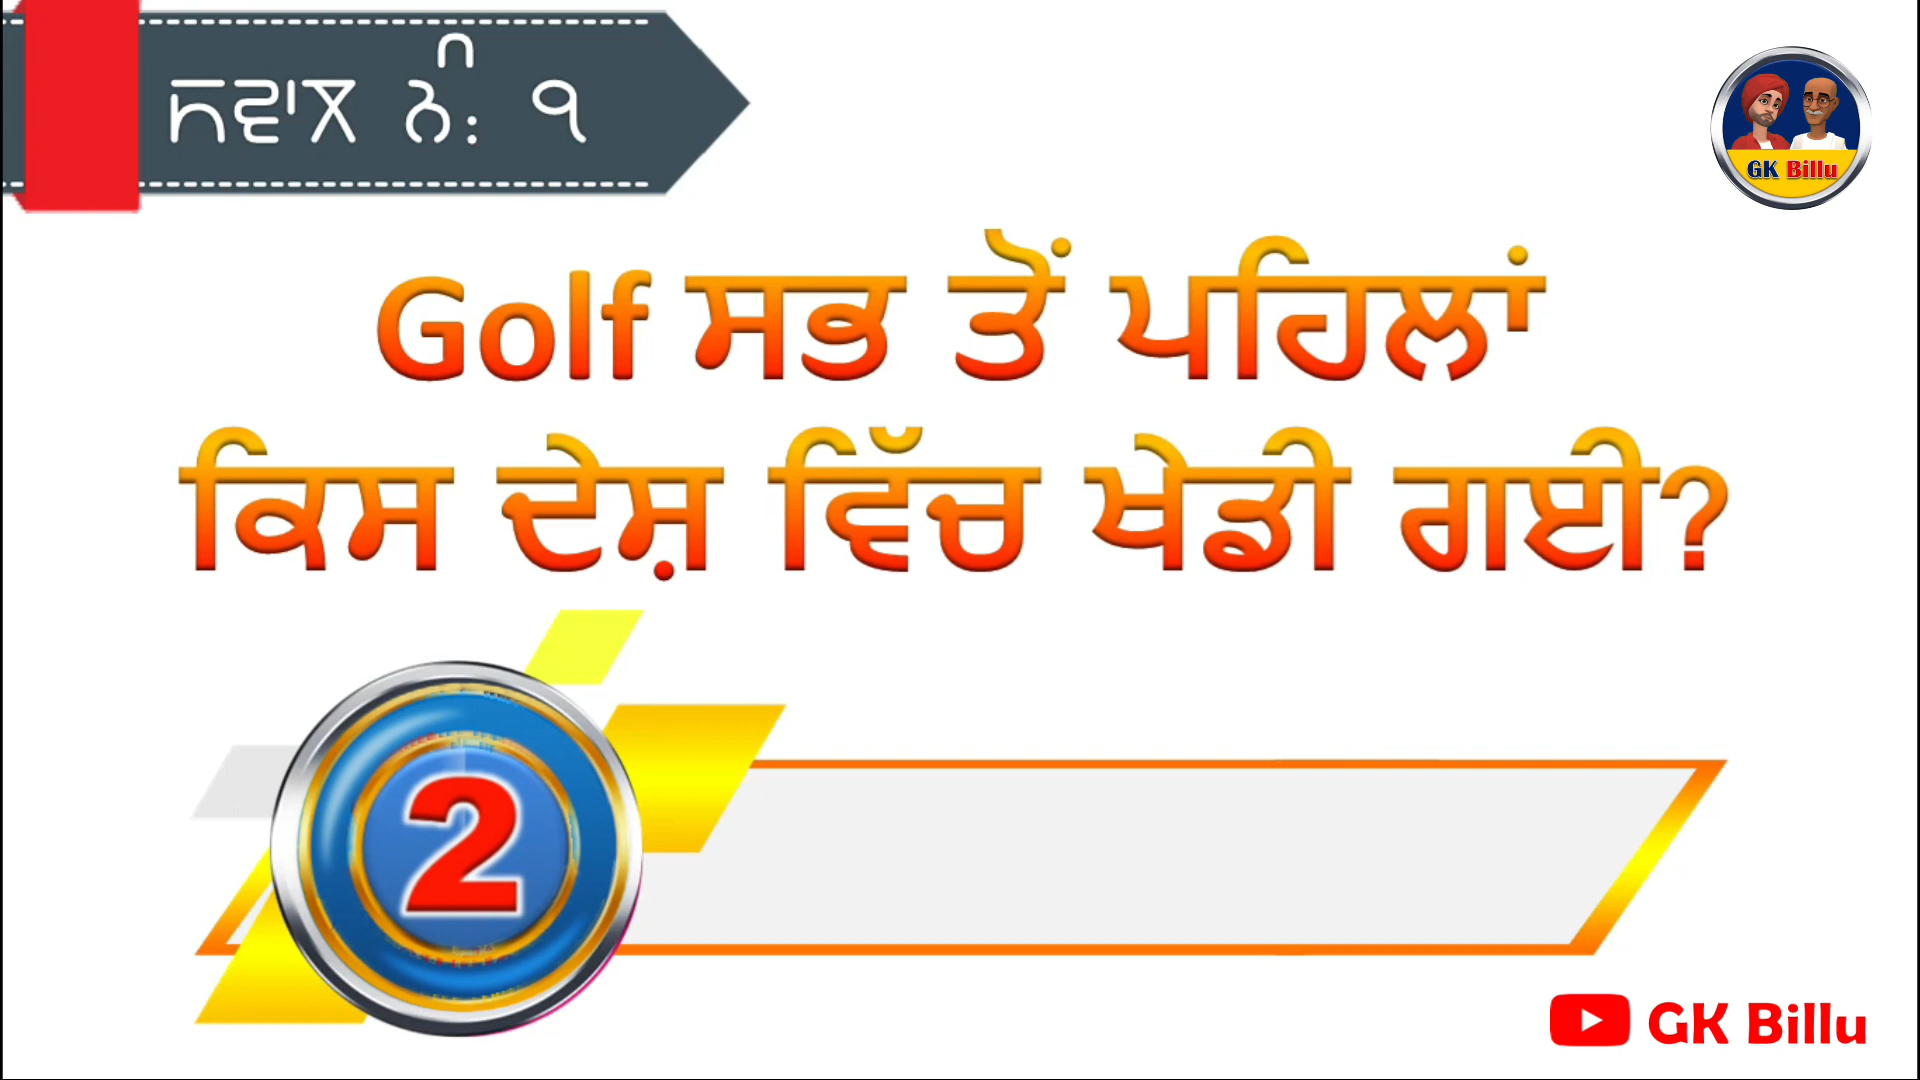 ਸਵਾਲ ਨੰ: ੧
GK Billu
Golf ਸਭ ਤੋਂ ਪਹਿਲਾਂ
ਕਿਸ ਦੇਸ਼ ਵਿੱਚ ਖੇਡੀ ਗਈ?
2
GK Billu